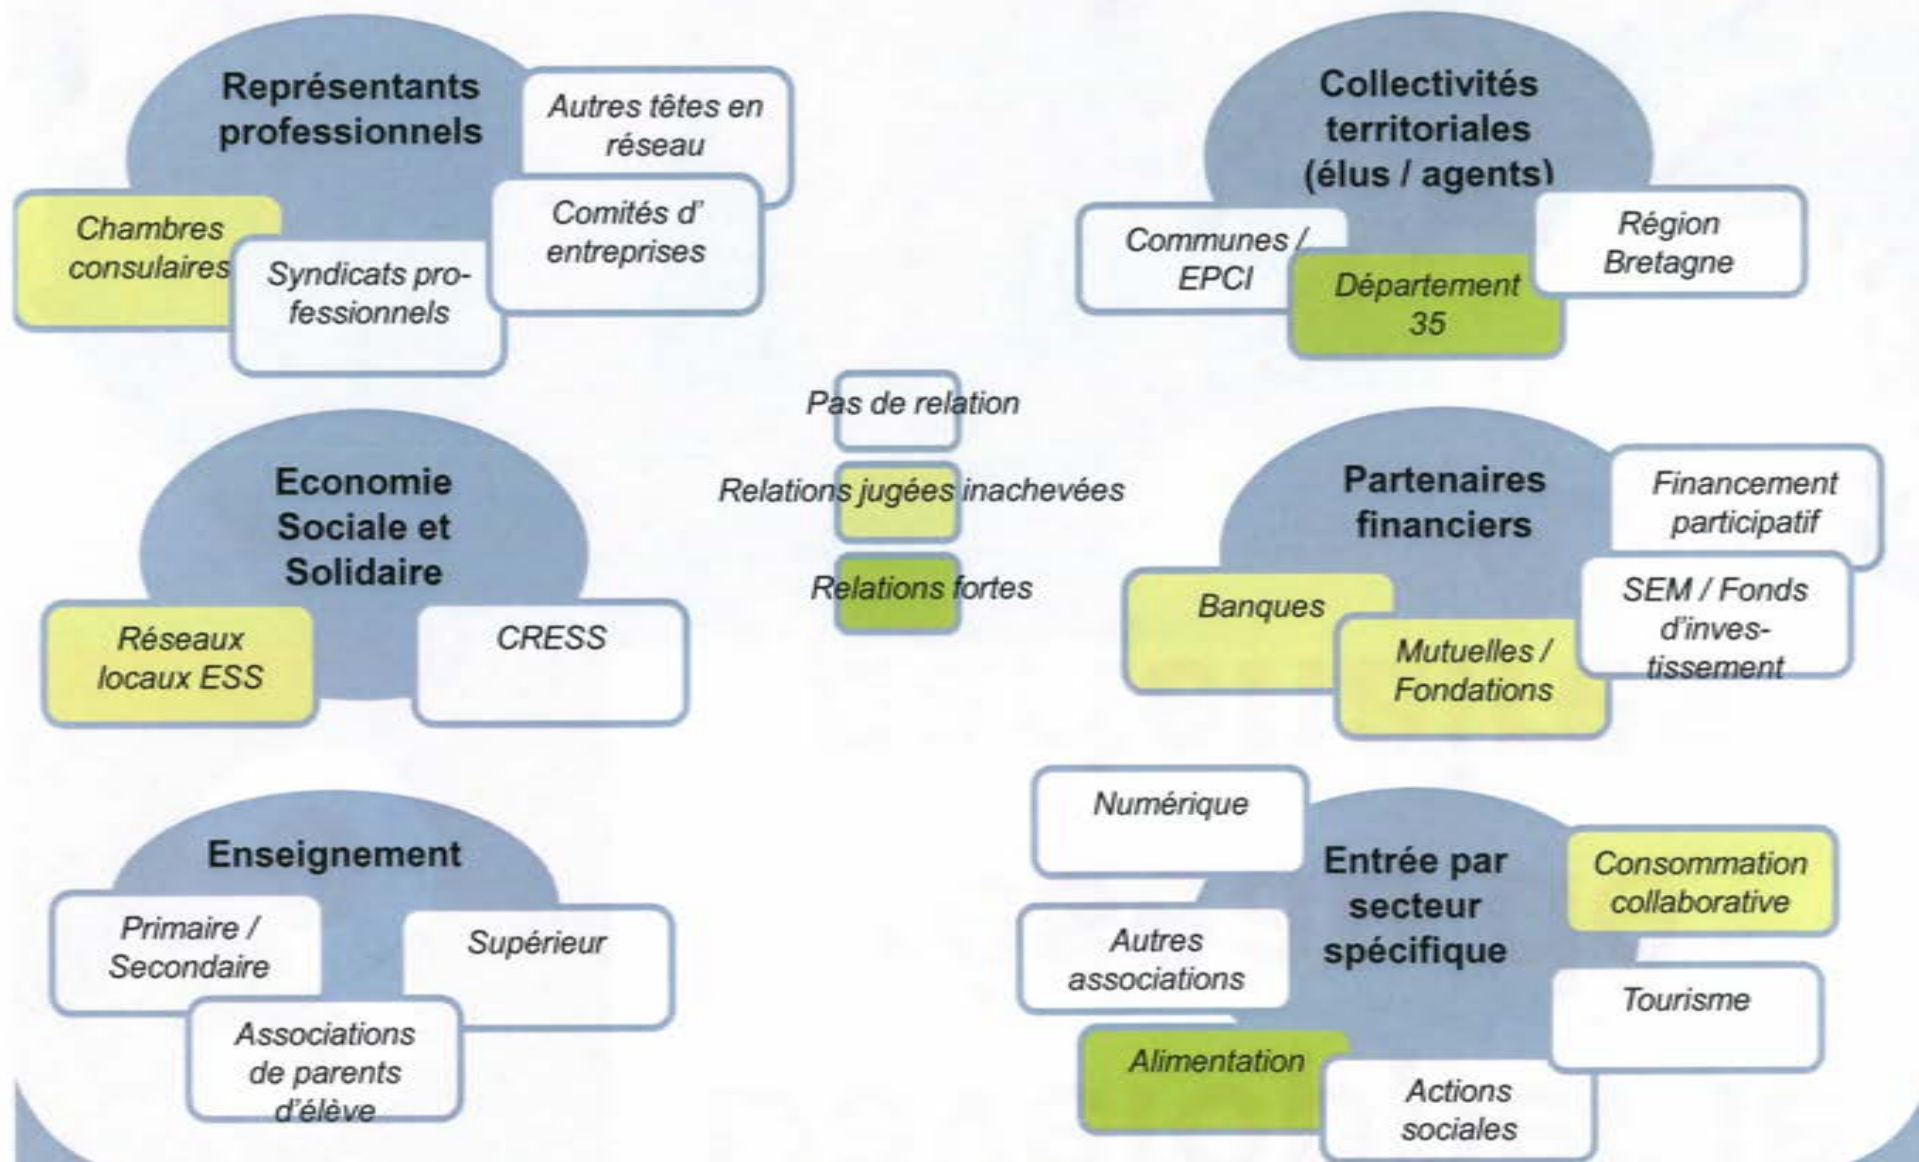 Représentants
professionnels
Autres têtes en
réseau
Comités d'
entreprises
Chambres
consulaires
Syndicats pro-
fessionnels
Collectivités
territoriales
(élus / agents)
Communes /
EPCI
Département
35
Région
Bretagne
Pas de relation
Relations jugées inachevées
Relations fortes
Economie
Sociale et
Solidaire
Réseaux
locaux ESS
CRESS
Partenaires
financiers
Financement
participatif
SEM / Fonds
d'inves-
tissement
Banques
Mutuelles /
Fondations
Enseignement
Primaire /
Secondaire
Supérieur
Associations
de parents
d'élève
Numérique
Entrée par
secteur
spécifique
Consommation
collaborative
Autres
associations
Tourisme
Alimentation
Actions
sociales